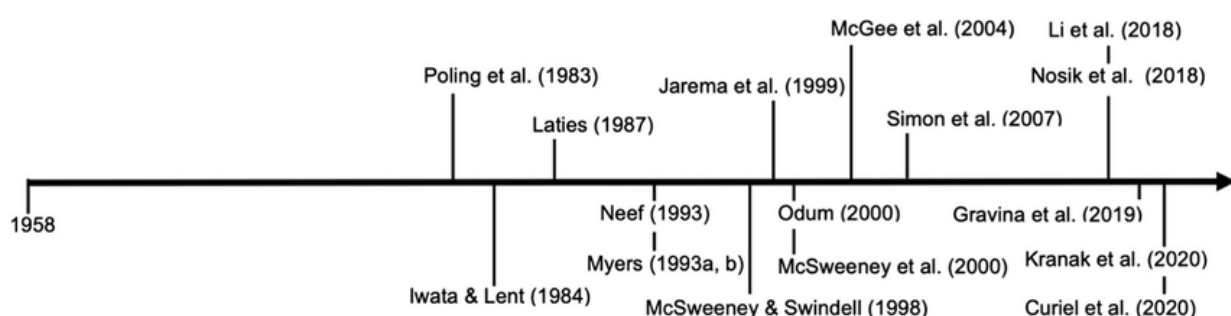 McGee et al. (2004)
Li et al. (2018)
Poling et al. (1983)
Jarema et al. (1999)
Nosik et al. (2018)
Laties (1987)
Simon et al. (2007)
1958
Neef (1993)
Odum (2000)
Gravina et al. (2019)
Myers (1993a, b)
McSweeney et al. (2000)
Kranak et al. (2020)
Iwata & Lent (1984)
McSweeney & Swindell (1998)
Curiel et al. (2020)